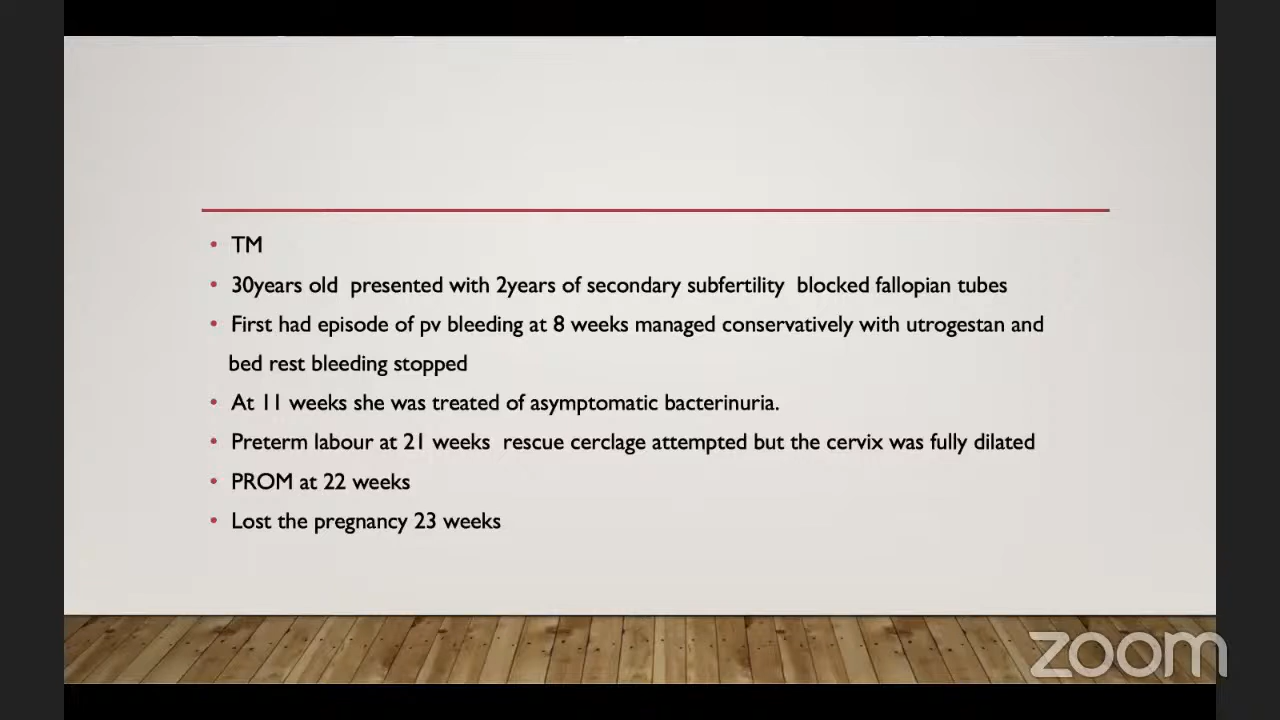 • TM
• 30years old presented with 2years of secondary subfertility blocked fallopian tubes
• First had episode of pv bleeding at 8 weeks managed conservatively with utrogestan and
bed rest bleeding stopped
• At 11 weeks she was treated of asymptomatic bacterinuria.
• Preterm labour at 21 weeks rescue cerclage attempted but the cervix was fully dilated
• PROM at 22 weeks
• Lost the pregnancy 23 weeks
zoom